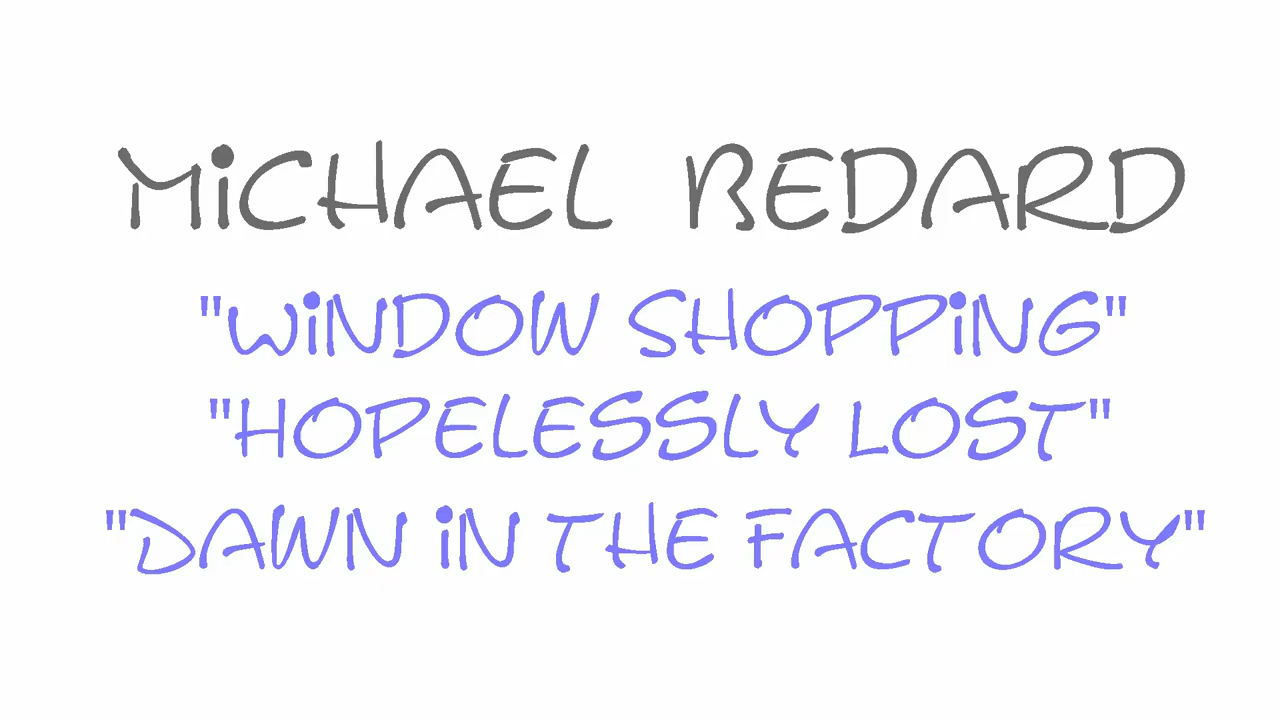 MiCHAEL BEDARD
"WiNDOW SHOPPiNG"
"HOPELESSLY LOST"
"DAWN iN THE FACTORY"